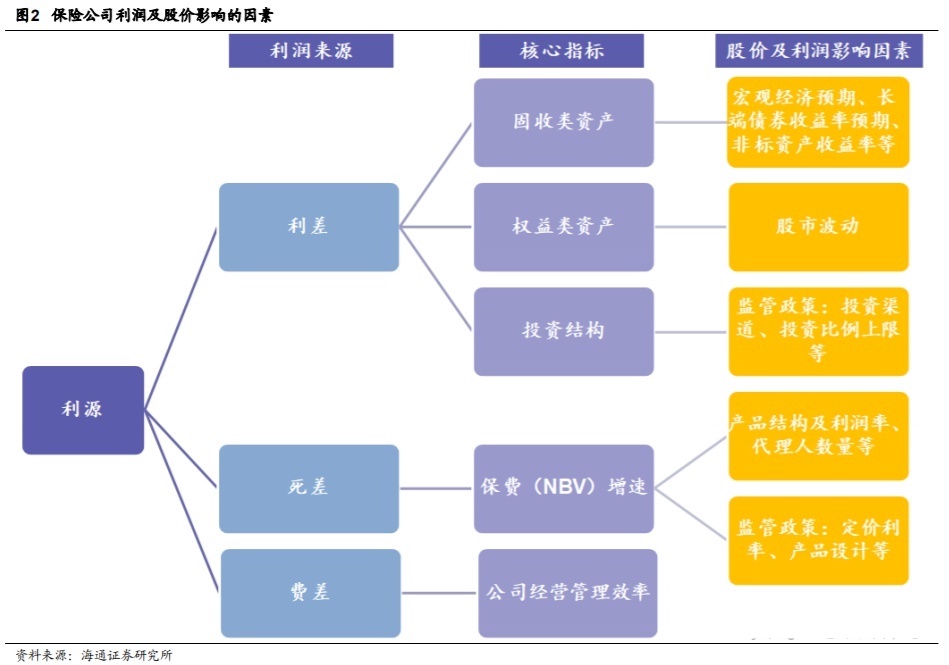 图2 保险公司利润及股价影响的因素
利润来源
核心指标
股价及利润影响因素
固收类资产
宏观经济预期、长
端债券收益率预期、
非标资产收益率等
利差
权益类资产
股市波动
投资结构
监管政策：投资渠
道、投资比例上限
等
利源
死差
保费（NBV）增速
产品结构及利润率、
代理人数量等
监管政策：定价利
率、产品设计等
费差
公司经营管理效率
资料来源：海通证券研究所